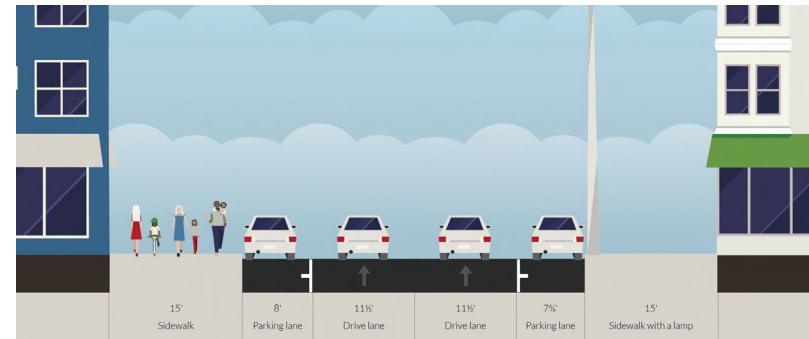 15'
Sidewalk
8'
Parking lane
11½'
Drive lane
11½'
Drive lane
7¾'
Parking lane
15'
Sidewalk with a lamp